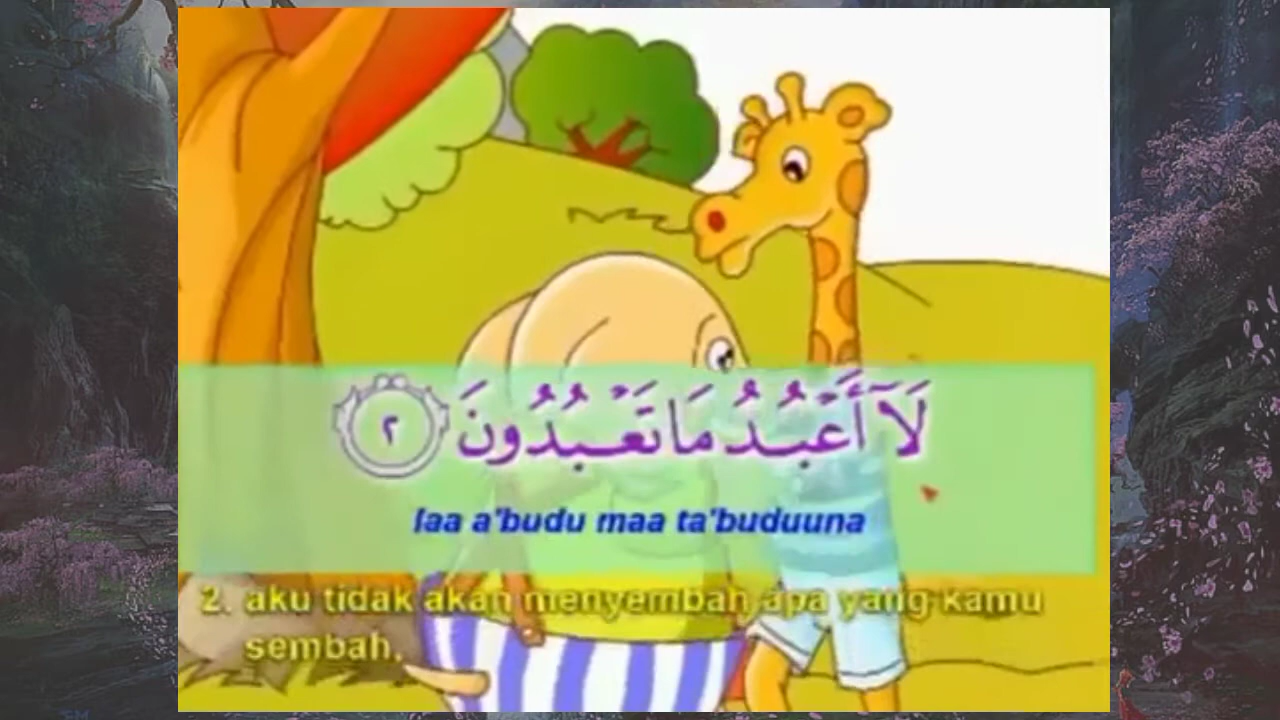 لَآ أَعۡبُدُ مَا تَعۡبُدُونَ ٢
laa a'budu maa ta'buduuna
2. aku tidak akan menyembah apa yang kamu
sembah.